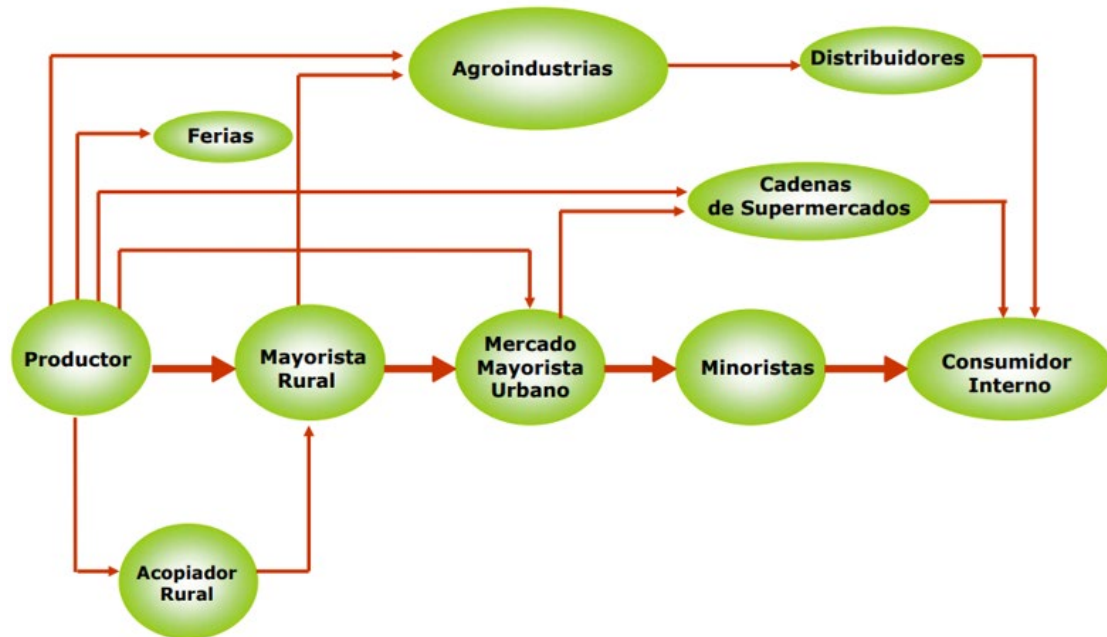 Agroindustrias
Distribuidores
Ferias
Cadenas
de Supermercados
Productor
Mayorista
Rural
Mercado
Mayorista
Urbano
Minoristas
Consumidor
Interno
Acopiador
Rural